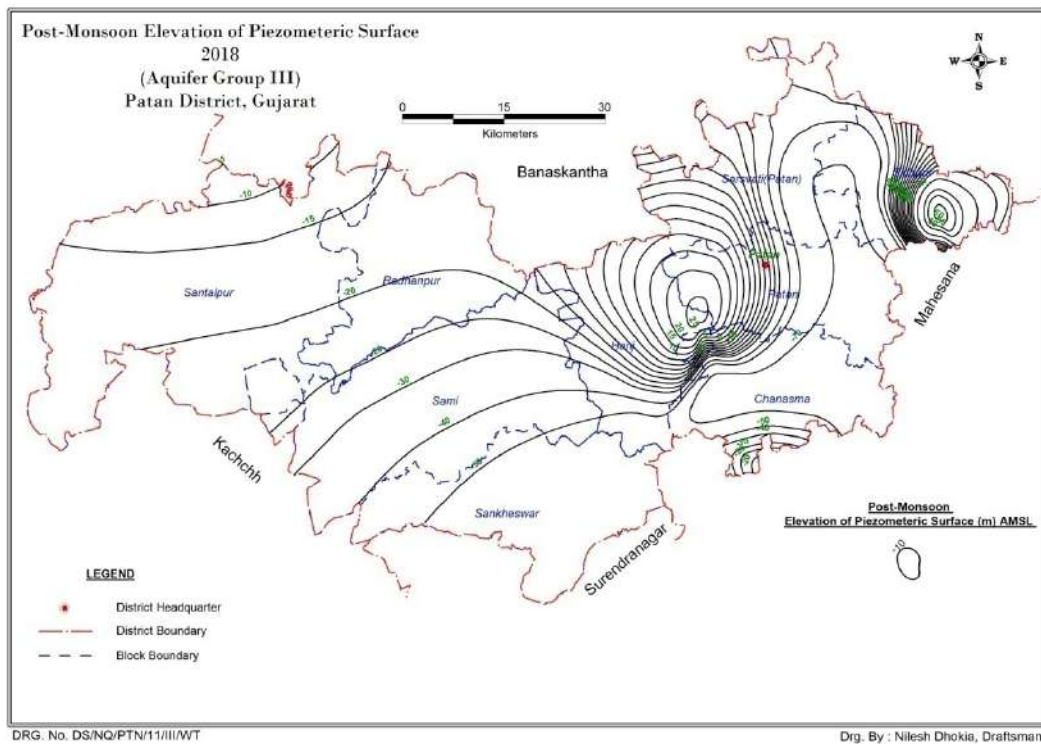 Post-Monsoon Elevation of Piezometeric Surface
2018
(Aquifer Group III)
Patan District, Gujarat
N
W E
S
0 15 30
Kilometers
Banaskantha
Sarsvati(Patan)
-10
-15
Patan
Mahesana
Santalpur
Radhanpur
-20
Patan
Harij
-30
Sami
Chanasma
-40
-50
Kachchh
Sankheswar
Surendranagar
Post-Monsoon
Elevation of Piezometeric Surface (m) AMSL
-10
LEGEND
District Headquarter
District Boundary
Block Boundary
DRG. No. DS/NQ/PTN/11/III/WT
Drg. By : Nilesh Dhokia, Draftsman